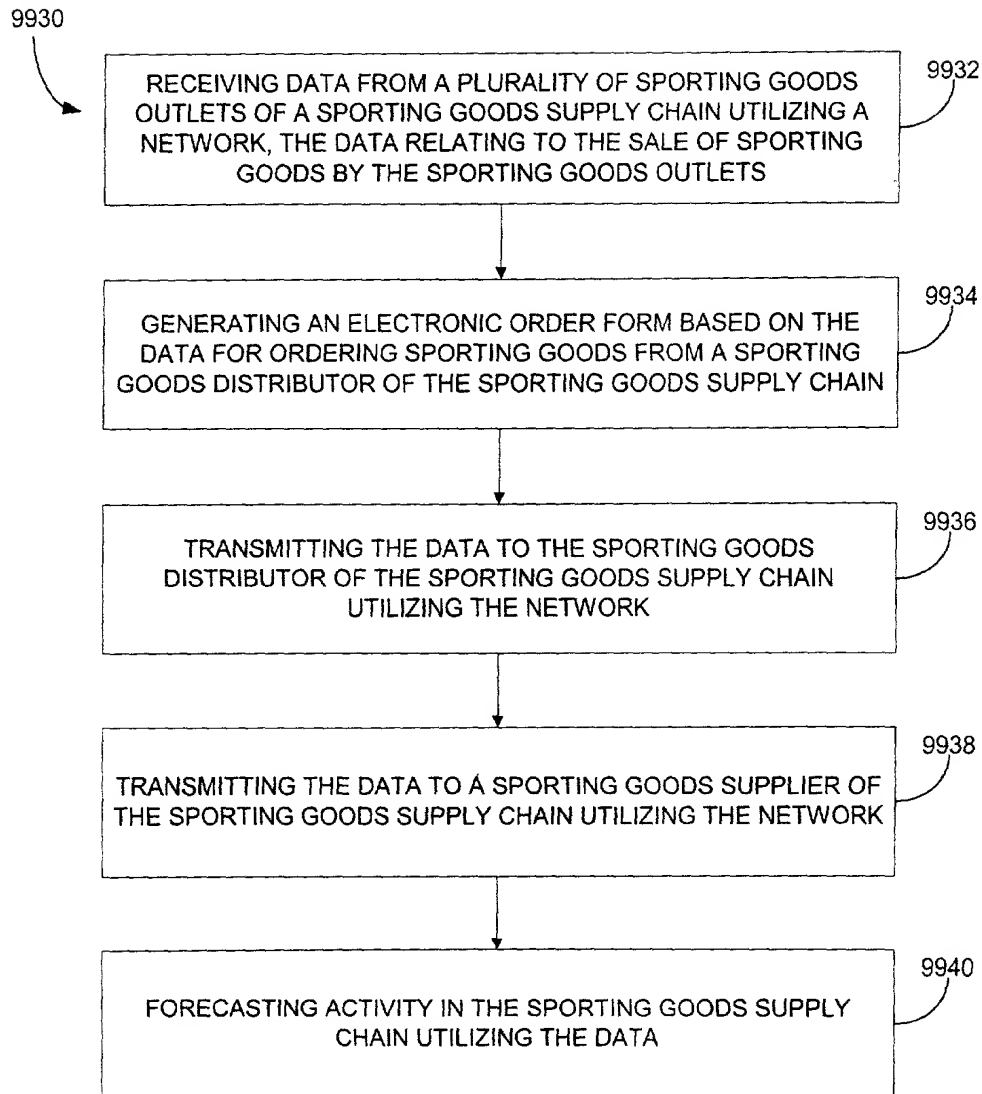 9930
RECEIVING DATA FROM A PLURALITY OF SPORTING GOODS
OUTLETS OF A SPORTING GOODS SUPPLY CHAIN UTILIZING A
NETWORK, THE DATA RELATING TO THE SALE OF SPORTING
GOODS BY THE SPORTING GOODS OUTLETS
9932
GENERATING AN ELECTRONIC ORDER FORM BASED ON THE
DATA FOR ORDERING SPORTING GOODS FROM A SPORTING
GOODS DISTRIBUTOR OF THE SPORTING GOODS SUPPLY CHAIN
9934
TRANSMITTING THE DATA TO THE SPORTING GOODS
DISTRIBUTOR OF THE SPORTING GOODS SUPPLY CHAIN
UTILIZING THE NETWORK
9936
TRANSMITTING THE DATA TO A SPORTING GOODS SUPPLIER OF
THE SPORTING GOODS SUPPLY CHAIN UTILIZING THE NETWORK
9938
FORECASTING ACTIVITY IN THE SPORTING GOODS SUPPLY
CHAIN UTILIZING THE DATA
9940